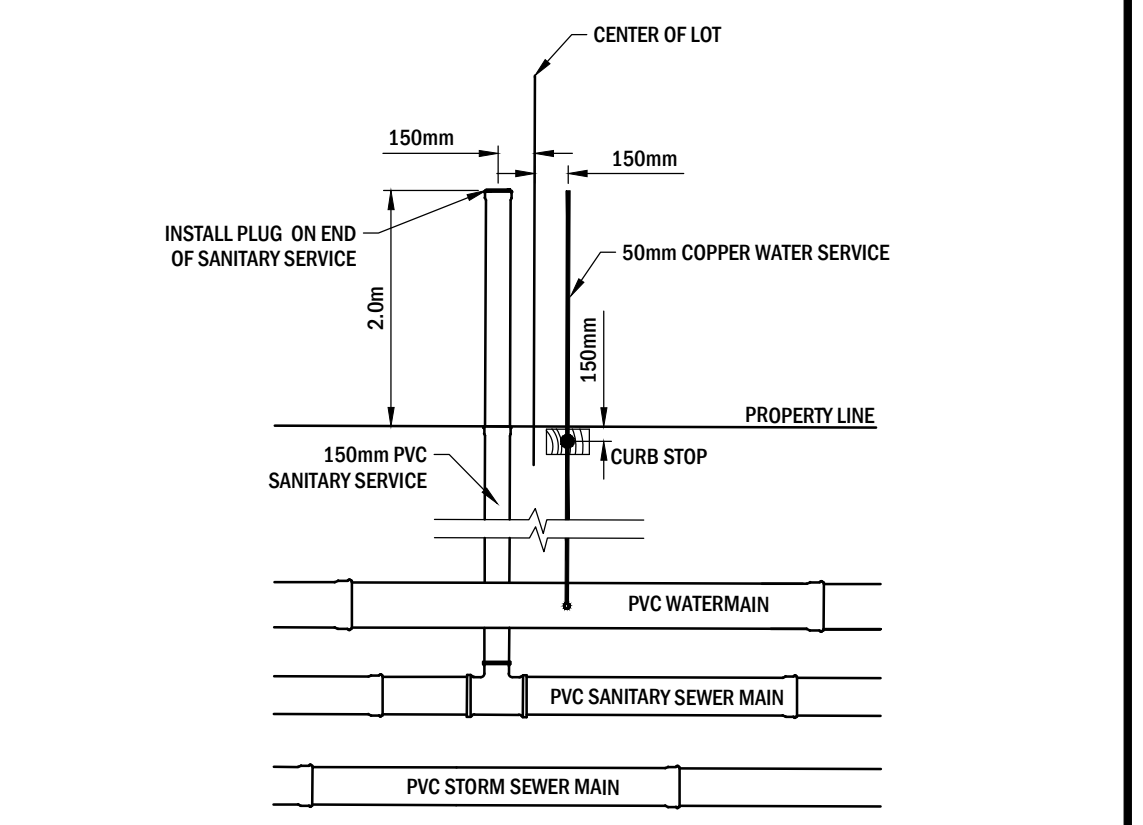 CENTER OF LOT
150mm
150mm
INSTALL PLUG ON END
OF SANITARY SERVICE
50mm COPPER WATER SERVICE
2.0m
150mm
PROPERTY LINE
150mm PVC
SANITARY SERVICE
CURB STOP
PVC WATERMAIN
PVC SANITARY SEWER MAIN
PVC STORM SEWER MAIN